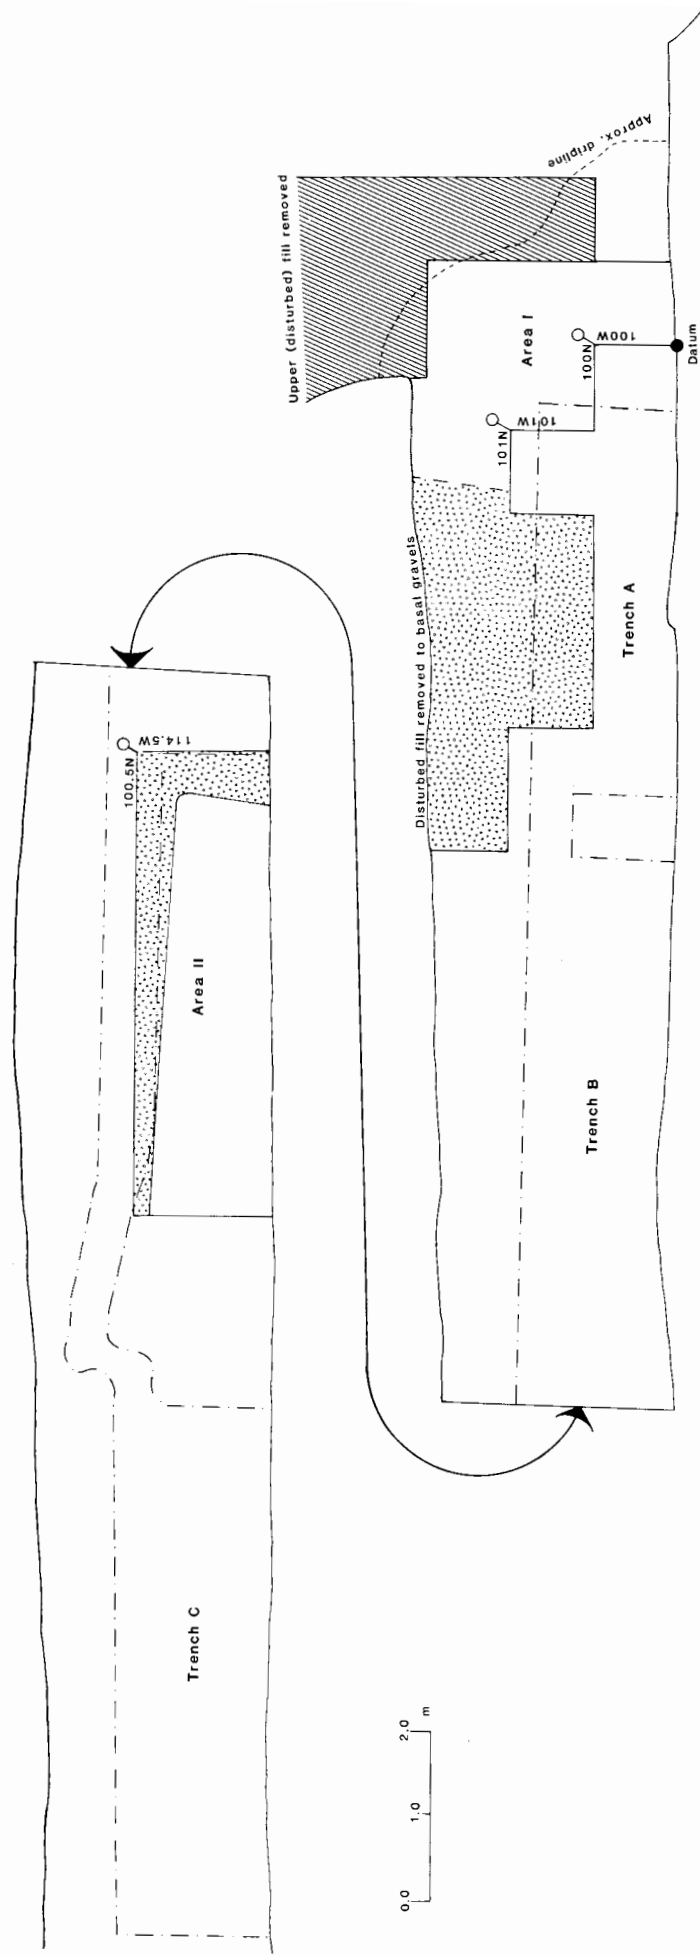 Approx. dripline
Upper (disturbed) fill removed
Area I
100W
100N
Datum
101W
101N
Disturbed fill removed to basal gravels
Trench A
114.5W
100.5N
Area II
Trench B
Trench C
0.0 1.0 2.0
m